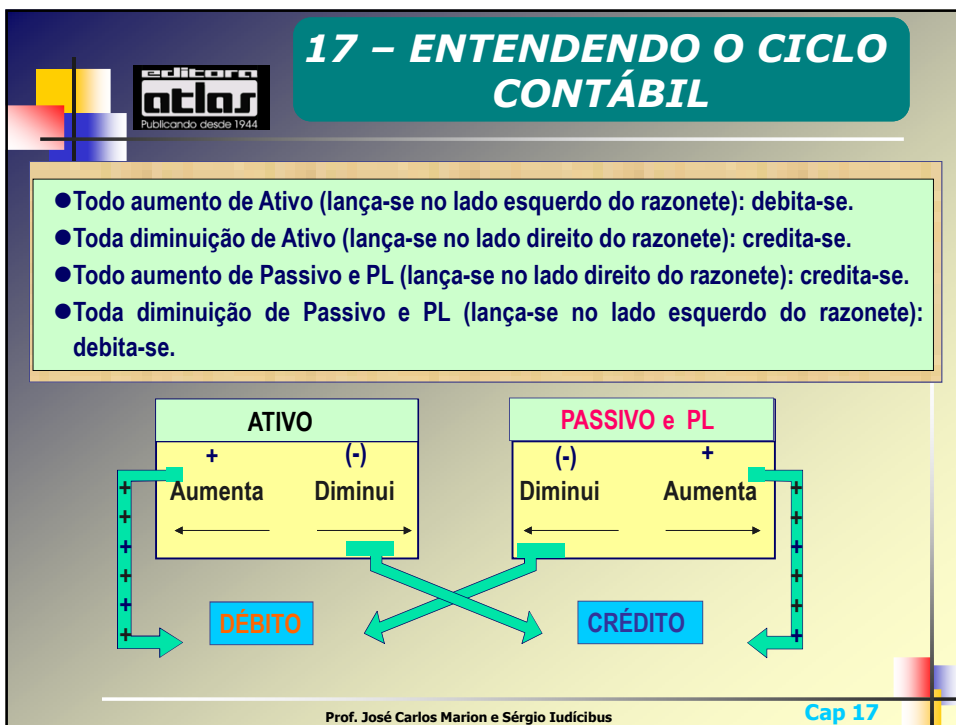 17 – ENTENDENDO O CICLO
CONTÁBIL
editora
atlas
Publicando desde 1944
●Todo aumento de Ativo (lança-se no lado esquerdo do razonete): debita-se.
●Toda diminuição de Ativo (lança-se no lado direito do razonete): credita-se.
●Todo aumento de Passivo e PL (lança-se no lado direito do razonete): credita-se.
●Toda diminuição de Passivo e PL (lança-se no lado esquerdo do razonete):
debita-se.
ATIVO
+ (-)
Aumenta Diminui
PASSIVO e PL
(-) +
Diminui Aumenta
+
+
+
+
+
+
+
+
+
+
+
+
DÉBITO
CRÉDITO
Prof. José Carlos Marion e Sérgio Iudícibus
Cap 17